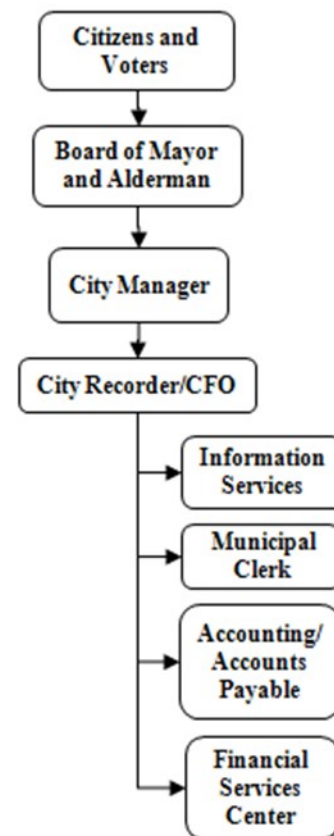 Citizens and
Voters
Board of Mayor
and Alderman
City Manager
City Recorder/CFO
Information
Services
Municipal
Clerk
Accounting/
Accounts
Payable
Financial
Services
Center